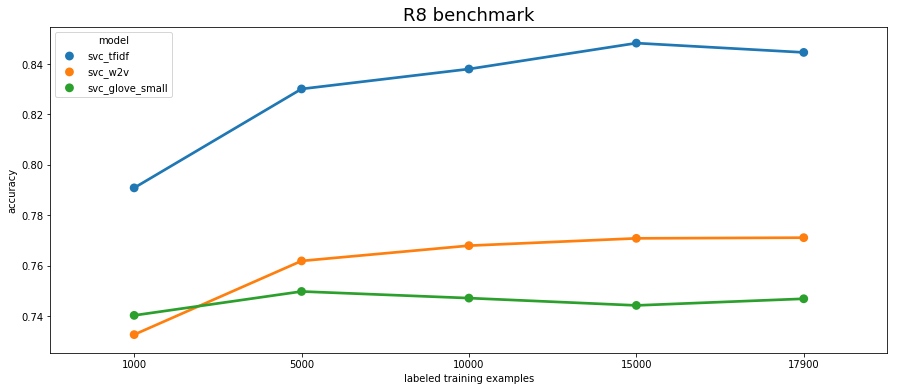 R8 benchmark
model
svc_tfidf
svc_w2v
svc_glove_small
accuracy
0.84
0.82
0.80
0.78
0.76
0.74
1000 5000 10000 15000 17900
labeled training examples